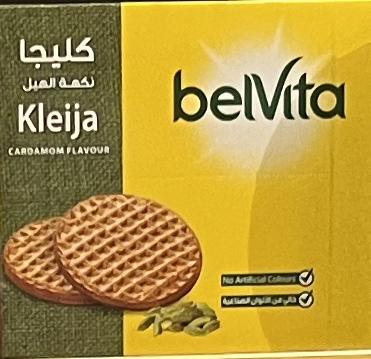 كليجا
نكهة الهيل
Kleija
CARDAMOM FLAVOUR
belVita
No Artificial Colours
خالي من الألوان الصناعية